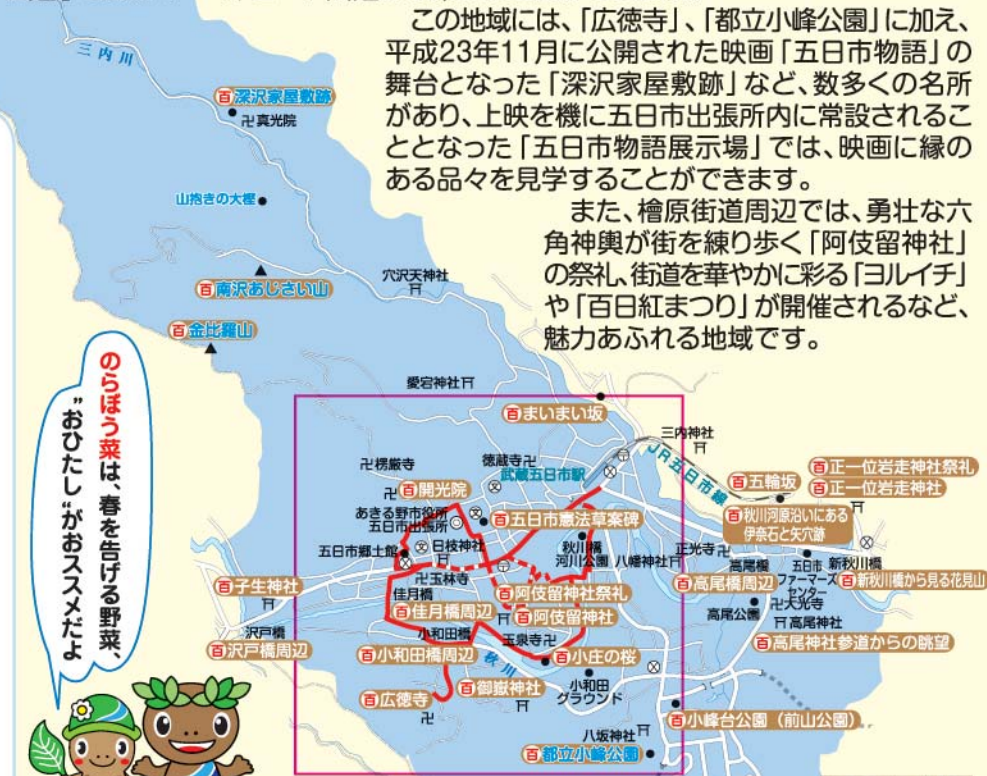 この地域には、「広徳寺」、「都立小峰公園」に加え、
平成23年11月に公開された映画「五日市物語」の
舞台となった「深沢家屋敷跡」など、数多くの名所
があり、上映を機に五日市出張所内に常設されるこ
ととなった「五日市物語展示場」では、映画に縁の
ある品々を見学することができます。
また、檜原街道周辺では、勇壮な六
角神輿が街を練り歩く「阿伎留神社」
の祭礼、街道を華やかに彩る「ヨルイチ」
や「百日紅まつり」が開催されるなど、
魅力あふれる地域です。
三内川
百深沢家屋敷跡
卍真光院
山抱きの大樫
百南沢あじさい山
穴沢天神社
百金比羅山
のらぼう菜は、春を告げる野菜、
"おひたし"がおススメだよ
愛宕神社
百まいまい坂
三内神社
JR五日市線
卍楞厳寺
徳蔵寺卍
武蔵五日市駅
百五輪坂
百正一位岩走神社祭礼
百正一位岩走神社
卍
百開光院
あきる野市役所
五日市出張所
百五日市憲法草案碑
百秋川河原沿いにある
伊奈石と矢穴跡
五日市郷土館
日枝神社
秋川橋
河川公園
八幡神社
正光寺卍
高尾橋
五日市
ファーマーズ
センター
新秋川橋
百新秋川橋から見る花見山
百子生神社
卍玉林寺
佳月橋
百佳月橋周辺
百阿伎留神社祭礼
百阿伎留神社
百高尾橋周辺
高尾公園
卍大光寺
高尾神社
沢戸橋
百沢戸橋周辺
小和田橋
百小和田橋周辺
秋川
玉泉寺卍
百小庄の桜
百高尾神社参道からの眺望
百広徳寺
卍
百御嶽神社
小和田
グラウンド
百小峰台公園(前山公園)
八坂神社
百都立小峰公園